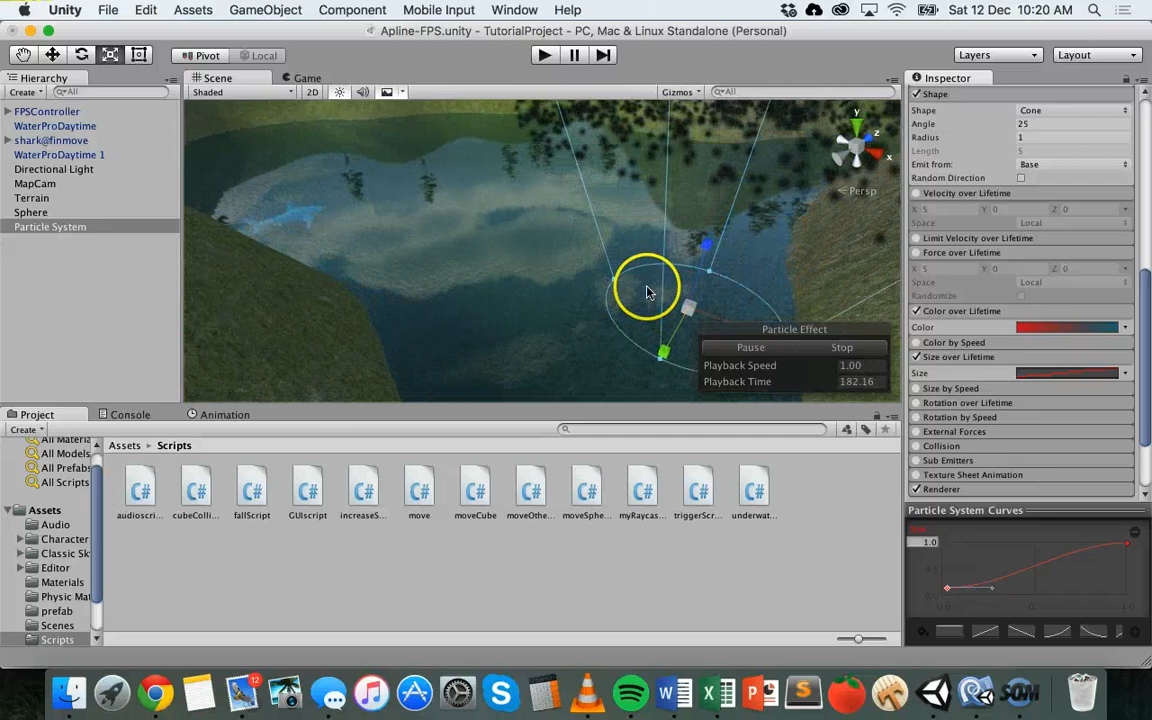 Unity File Edit Assets GameObject Component Mobile Input Window Help Sat 12 Dec 10:20 AM
Apline-FPS.unity - TutorialProject - PC, Mac & Linux Standalone (Personal)
Pivot Local Layers Layout
Hierarchy Scene Game Inspector
Create All Shaded 2D Gizmos All Shape
FPSController
WaterProDaytime
shark@finmove
WaterProDaytime 1
Directional Light
MapCam
Terrain
Sphere
Particle System
y
z
x
Persp
Particle Effect
Pause Stop
Playback Speed 1.00
Playback Time 182.16
Shape Cone
Angle 25
Radius 1
Length 5
Emit from: Base
Random Direction
Velocity over Lifetime
X 5 Y 0 Z 0
Space Local
Limit Velocity over Lifetime
Force over Lifetime
X 5 Y 0 Z 0
Space Local
Randomize
Color over Lifetime
Color
Color by Speed
Size over Lifetime
Size
Size by Speed
Rotation over Lifetime
Rotation by Speed
External Forces
Collision
Sub Emitters
Texture Sheet Animation
Renderer
Particle System Curves
1.0
Project Console Animation
Create
All Models
All Prefabs
All Scripts
Assets
Audio
Character
Classic Sk
Editor
Materials
Physic Mat
prefab
Scenes
Scripts
Assets Scripts
C# C# C# C# C# C# C# C# C# C# C# C#
audioscri... cubeColli... fallScript GUIscript increaseS... move moveCube moveOthe... moveSphe... myRaycas... triggerScr... underwat...
12
W X P S SOM